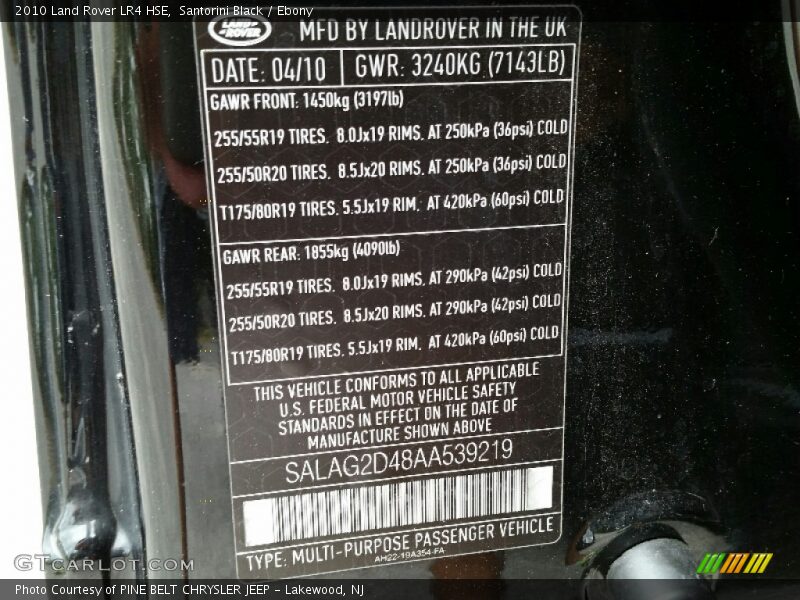 2010 Land Rover LR4 HSE, Santorini Black / Ebony
LAND ROVER MFD BY LANDROVER IN THE UK
DATE: 04/10 GWR: 3240KG (7143LB)
GAWR FRONT: 1450kg (3197lb)
255/55R19 TIRES, 8.0Jx19 RIMS, AT 250kPa (36psi) COLD
255/50R20 TIRES, 8.5Jx20 RIMS, AT 250kPa (36psi) COLD
T175/80R19 TIRES, 5.5Jx19 RIM, AT 420kPa (60psi) COLD
GAWR REAR: 1855kg (4090lb)
255/55R19 TIRES, 8.0Jx19 RIMS, AT 290kPa (42psi) COLD
255/50R20 TIRES, 8.5Jx20 RIMS, AT 290kPa (42psi) COLD
T175/80R19 TIRES, 5.5Jx19 RIM, AT 420kPa (60psi) COLD
THIS VEHICLE CONFORMS TO ALL APPLICABLE
U.S. FEDERAL MOTOR VEHICLE SAFETY
STANDARDS IN EFFECT ON THE DATE OF
MANUFACTURE SHOWN ABOVE
SALAG2D48AA539219
TYPE: MULTI-PURPOSE PASSENGER VEHICLE
AH22-19A354-FA
GTCARLOT.COM
Photo Courtesy of PINE BELT CHRYSLER JEEP - Lakewood, NJ